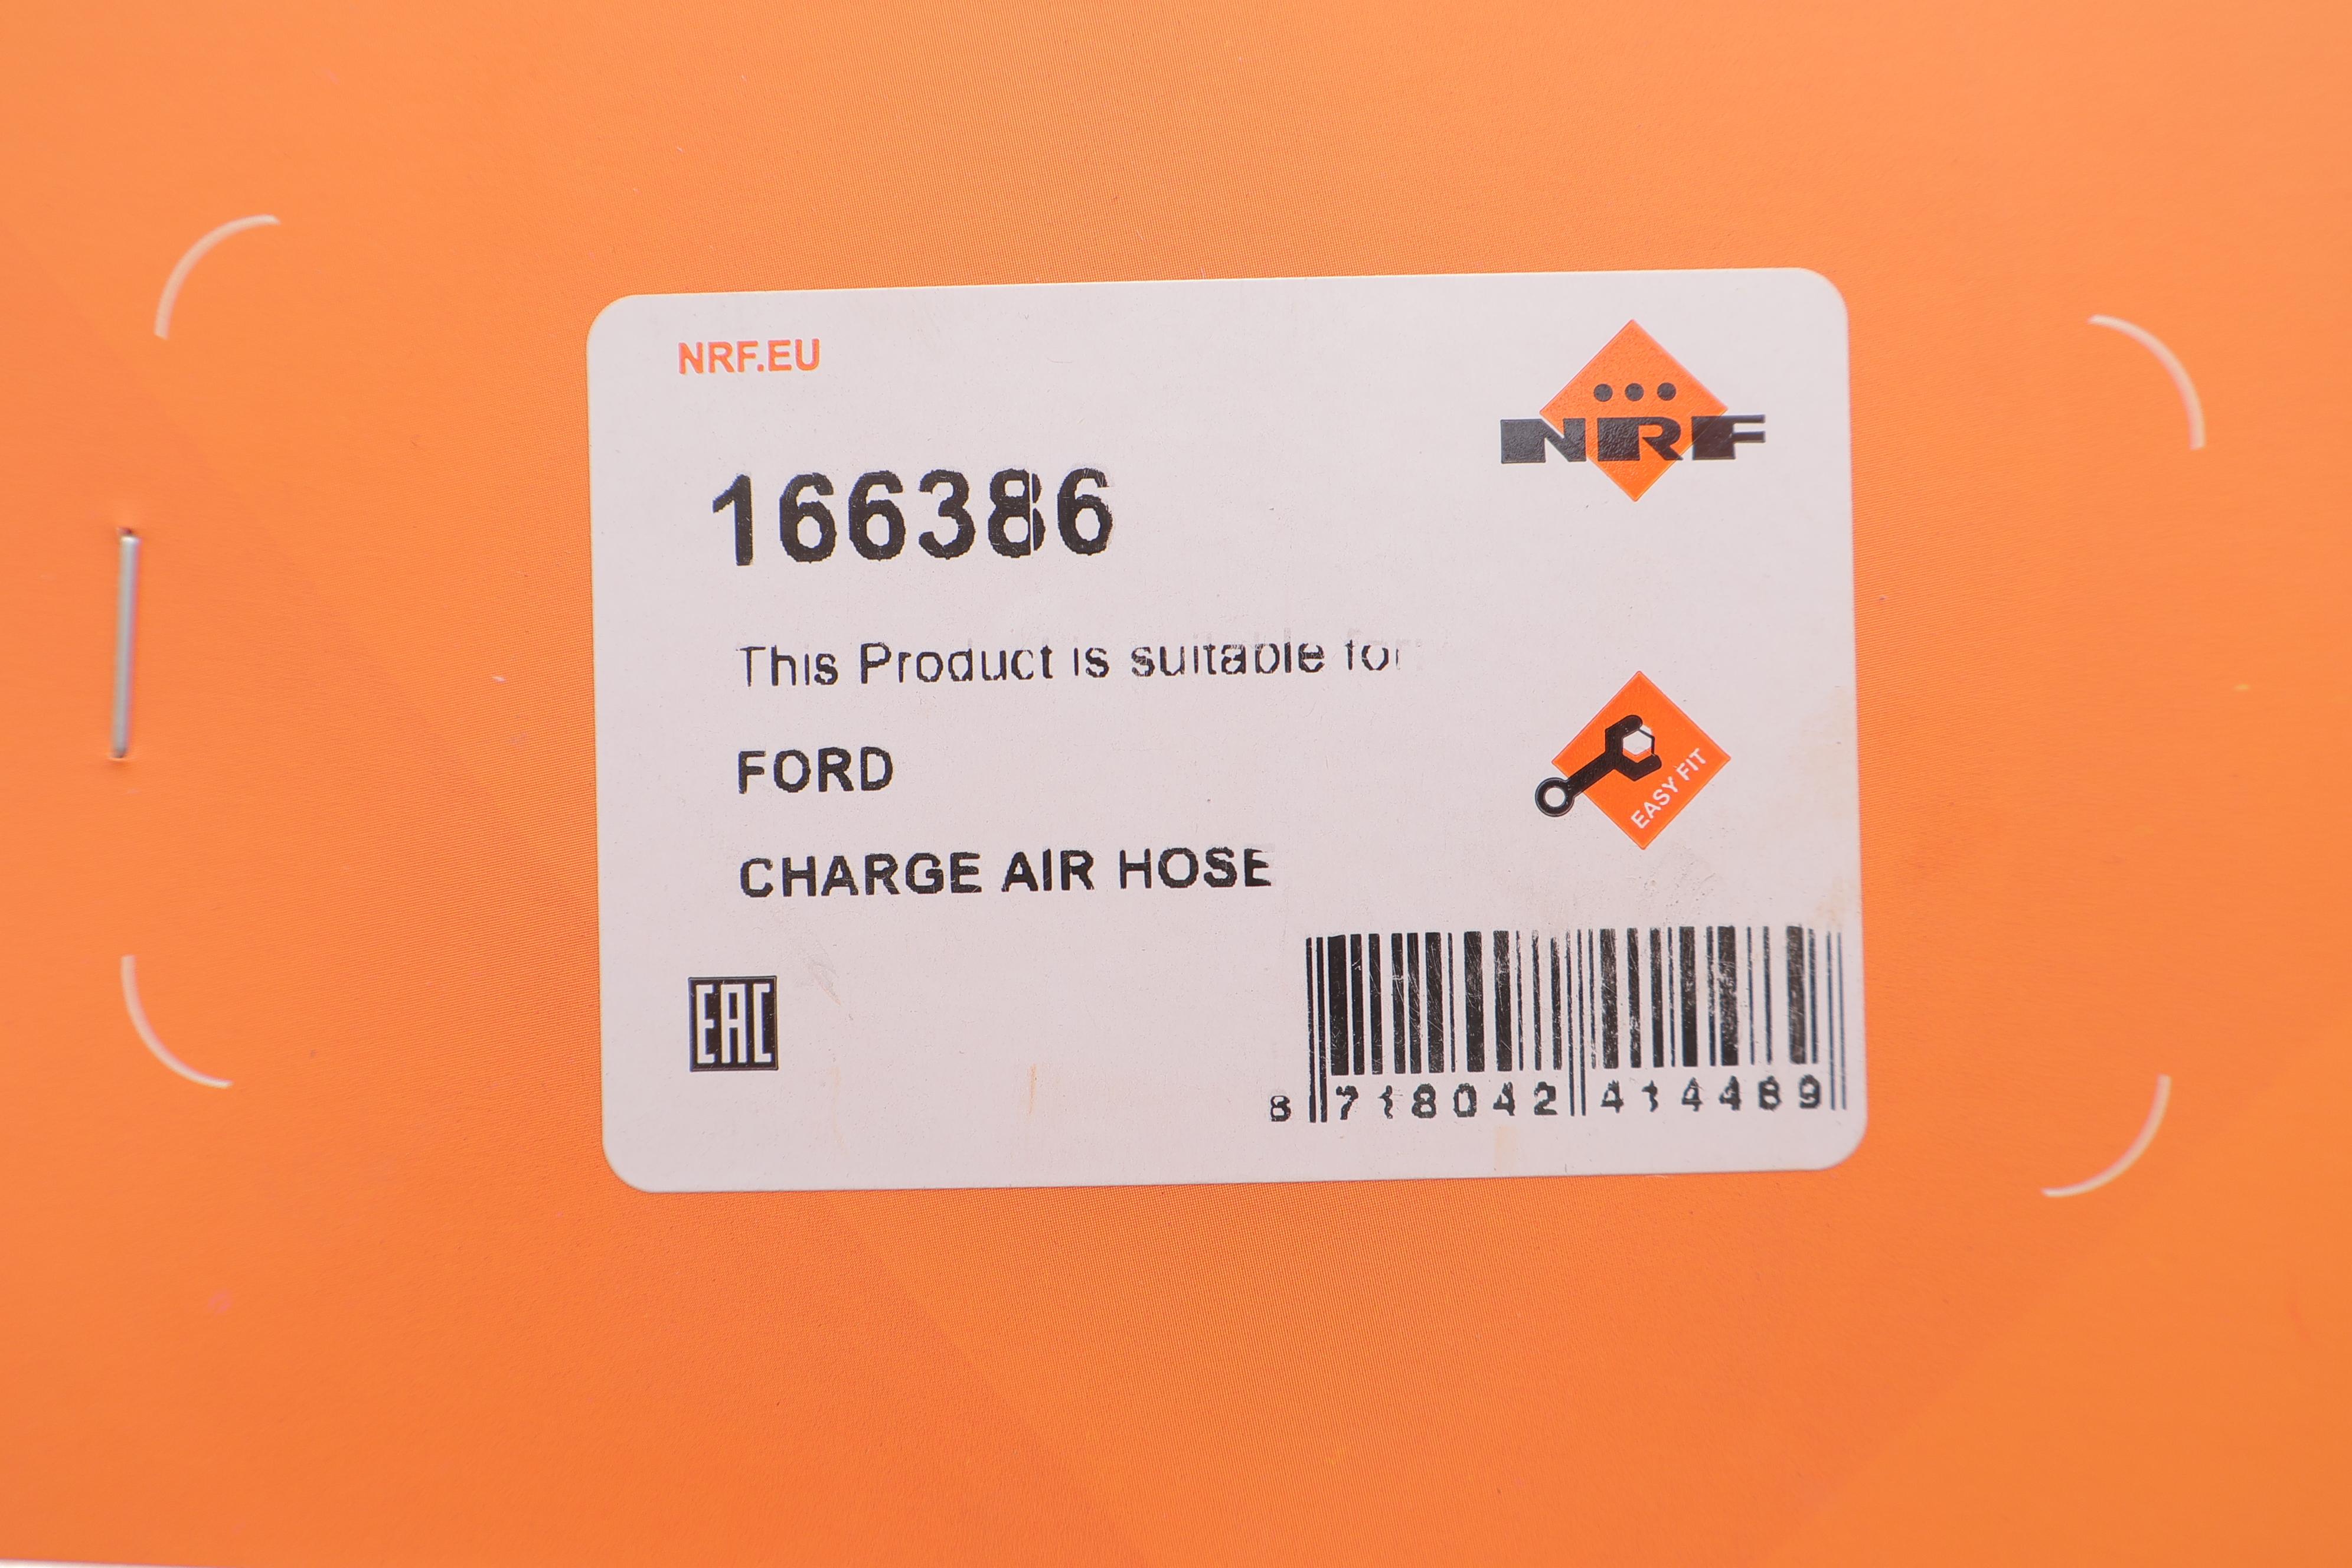 NRF.EU
NRF
166386
This Product is suitable for:
FORD
EASY FIT
CHARGE AIR HOSE
EAC
8 718042 414489